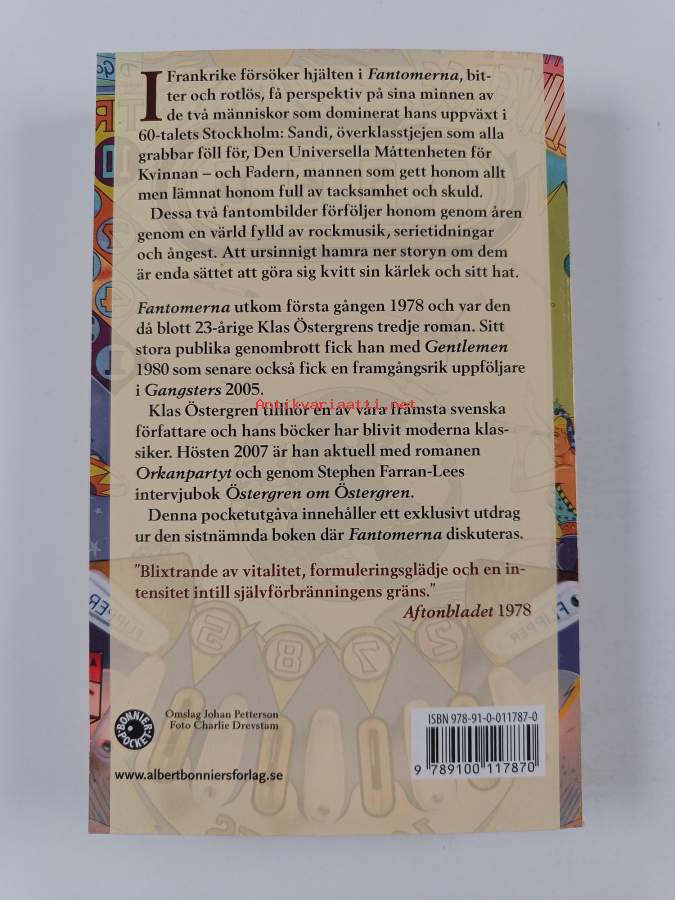 I Frankrike försöker hjälten i Fantomerna, bit-
ter och rotlös, få perspektiv på sina minnen av
de två människor som dominerat hans uppväxt i
60-talets Stockholm: Sandi, överklasstjejen som alla
grabbar föll för, Den Universella Måttenheten för
Kvinnan – och Fadern, mannen som gett honom allt
men lämnat honom full av tacksamhet och skuld.
Dessa två fantombilder förföljer honom genom åren
genom en värld fylld av rockmusik, serietidningar
och ångest. Att ursinnigt hamra ner storyn om dem
är enda sättet att göra sig kvitt sin kärlek och sitt hat.
Fantomerna utkom första gången 1978 och var den
då blott 23-årige Klas Östergrens tredje roman. Sitt
stora publika genombrott fick han med Gentlemen
1980 som senare också fick en framgångsrik uppföljare
i Gangsters 2005.
Antikvariaatti.net
Klas Östergren tillhör en av våra främsta svenska
författare och hans böcker har blivit moderna klas-
siker. Hösten 2007 är han aktuell med romanen
Orkanpartyt och genom Stephen Farran-Lees
intervjubok Östergren om Östergren.
Denna pocketutgåva innehåller ett exklusivt utdrag
ur den sistnämnda boken där Fantomerna diskuteras.
"Blixtrande av vitalitet, formuleringsglädje och en in-
tensitet intill självförbränningens gräns."
Aftonbladet 1978
FLIPPER
FLIPPER
5 8 7 2
BONNIER POCKET
Omslag Johan Petterson
Foto Charlie Drevstam
www.albertbonniersforlag.se
ISBN 978-91-0-011787-0
9 789100 117870